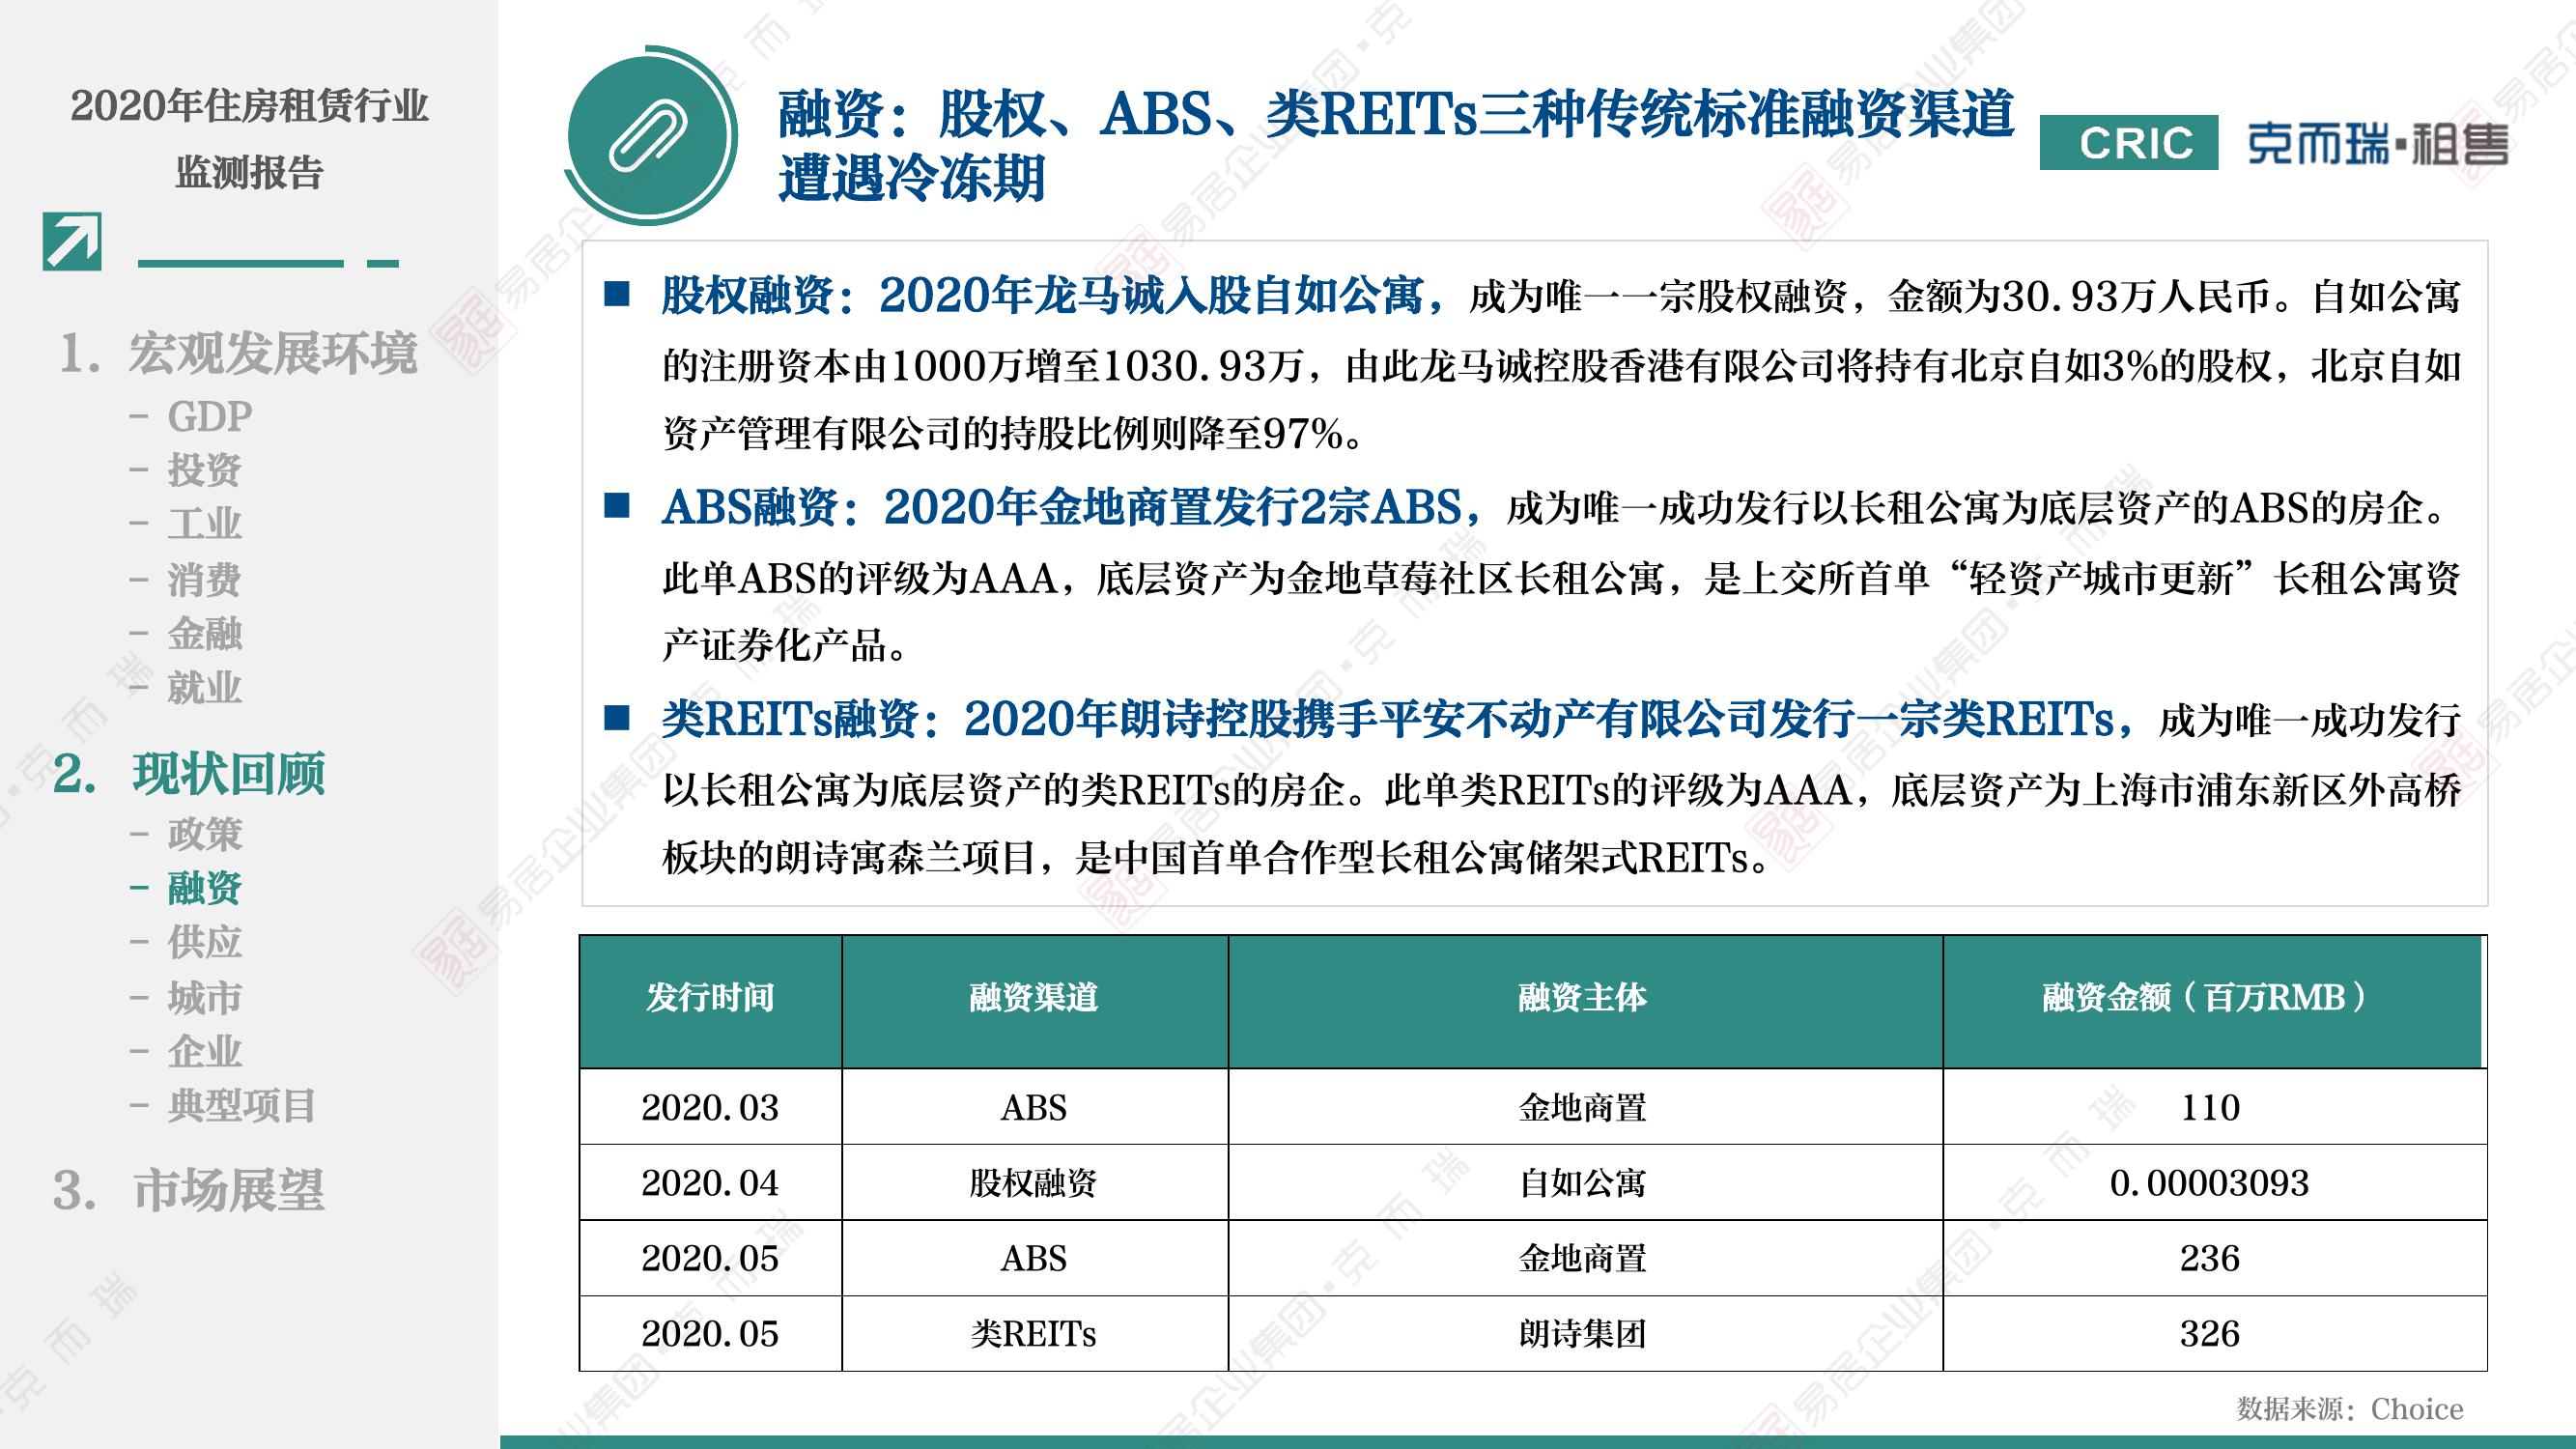 2020年住房租赁行业
监测报告
1. 宏观发展环境
- GDP
- 投资
- 工业
- 消费
- 金融
- 就业
2. 现状回顾
- 政策
- 融资
- 供应
- 城市
- 企业
- 典型项目
3. 市场展望
融资：股权、ABS、类REITs三种传统标准融资渠道
遭遇冷冻期
CRIC 克而瑞·租售
■ 股权融资：2020年龙马诚入股自如公寓，成为唯一一宗股权融资，金额为30.93万人民币。自如公寓
的注册资本由1000万增至1030.93万，由此龙马诚控股香港有限公司将持有北京自如3%的股权，北京自如
资产管理有限公司的持股比例则降至97%。
■ ABS融资：2020年金地商置发行2宗ABS，成为唯一成功发行以长租公寓为底层资产的ABS的房企。
此单ABS的评级为AAA，底层资产为金地草莓社区长租公寓，是上交所首单“轻资产城市更新”长租公寓资
产证券化产品。
■ 类REITs融资：2020年朗诗控股携手平安不动产有限公司发行一宗类REITs，成为唯一成功发行
以长租公寓为底层资产的类REITs的房企。此单类REITs的评级为AAA，底层资产为上海市浦东新区外高桥
板块的朗诗寓森兰项目，是中国首单合作型长租公寓储架式REITs。
发行时间 融资渠道 融资主体 融资金额（百万RMB）
2020.03 ABS 金地商置 110
2020.04 股权融资 自如公寓 0.00003093
2020.05 ABS 金地商置 236
2020.05 类REITs 朗诗集团 326
数据来源：Choice
易居企业集团·克而瑞